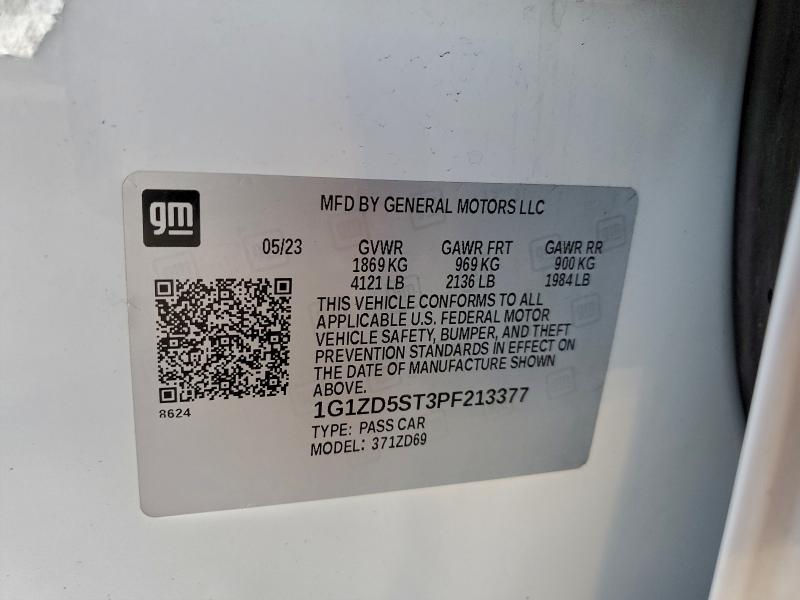 gm
MFD BY GENERAL MOTORS LLC
05/23 GVWR GAWR FRT GAWR RR
1869 KG 969 KG 900 KG
4121 LB 2136 LB 1984 LB
THIS VEHICLE CONFORMS TO ALL
APPLICABLE U.S. FEDERAL MOTOR
VEHICLE SAFETY, BUMPER, AND THEFT
PREVENTION STANDARDS IN EFFECT ON
THE DATE OF MANUFACTURE SHOWN
ABOVE.
8624
1G1ZD5ST3PF213377
TYPE: PASS CAR
MODEL: 371ZD69